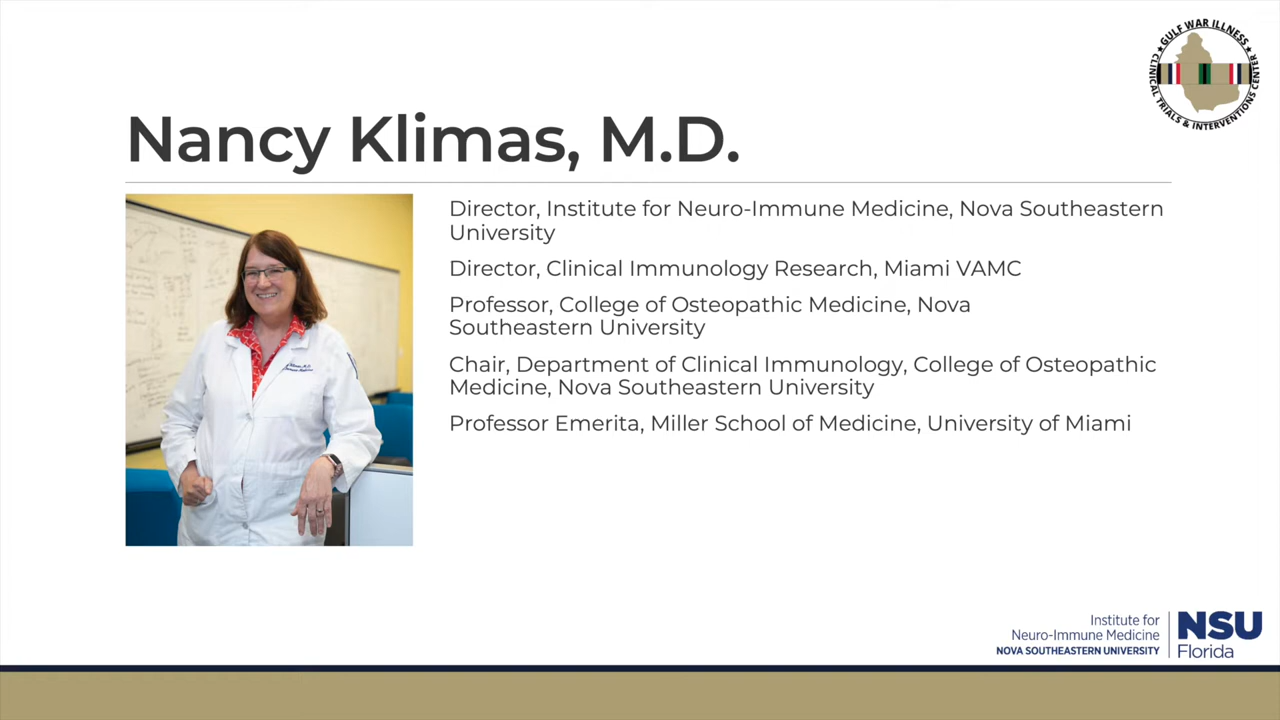 GULF WAR ILLNESS
CLINICAL TRIALS & INTERVENTIONS CENTER
Nancy Klimas, M.D.
Director, Institute for Neuro-Immune Medicine, Nova Southeastern
University
Director, Clinical Immunology Research, Miami VAMC
Professor, College of Osteopathic Medicine, Nova
Southeastern University
Chair, Department of Clinical Immunology, College of Osteopathic
Medicine, Nova Southeastern University
Professor Emerita, Miller School of Medicine, University of Miami
Institute for
Neuro-Immune Medicine
NOVA SOUTHEASTERN UNIVERSITY
NSU
Florida